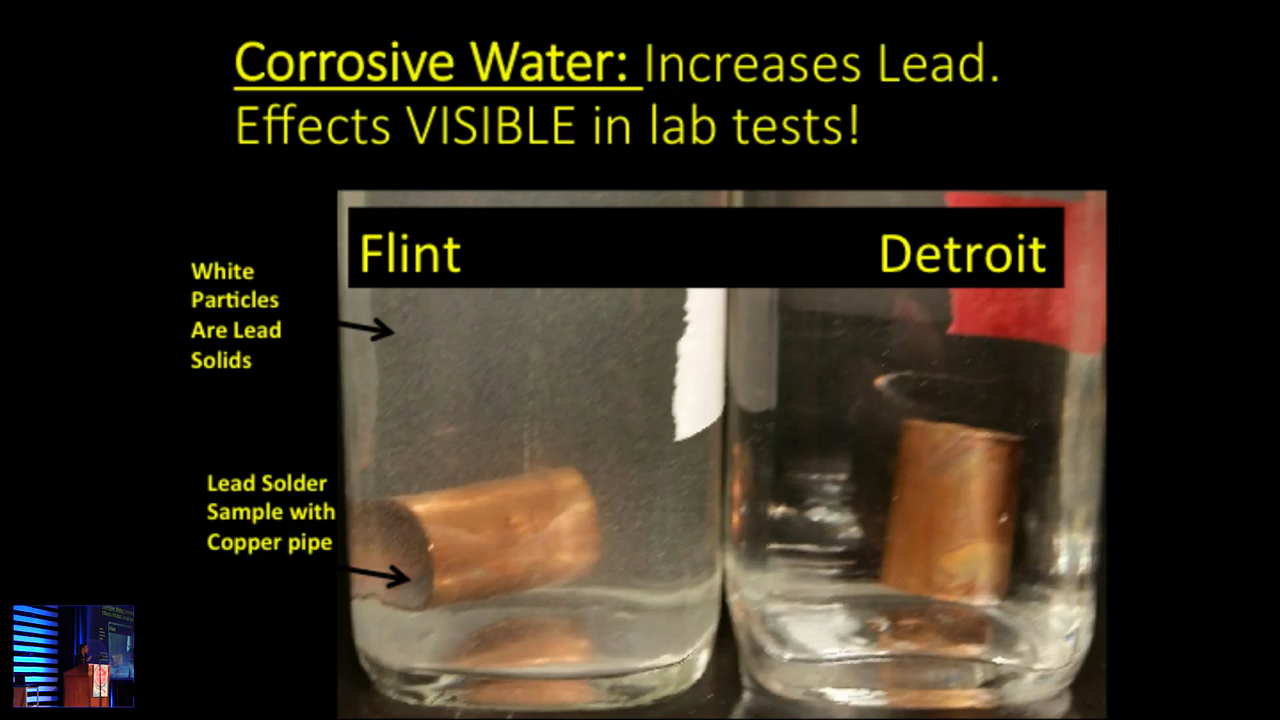 Corrosive Water: Increases Lead.
Effects VISIBLE in lab tests!
Flint
Detroit
White
Particles
Are Lead
Solids
Lead Solder
Sample with
Copper pipe